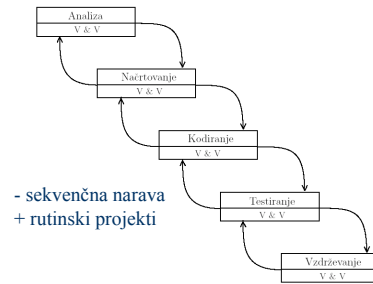 Analiza
V & V
Načrtovanje
V & V
Kodiranje
V & V
- sekvenčna narava
+ rutinski projekti
Testiranje
V & V
Vzdrževanje
V & V